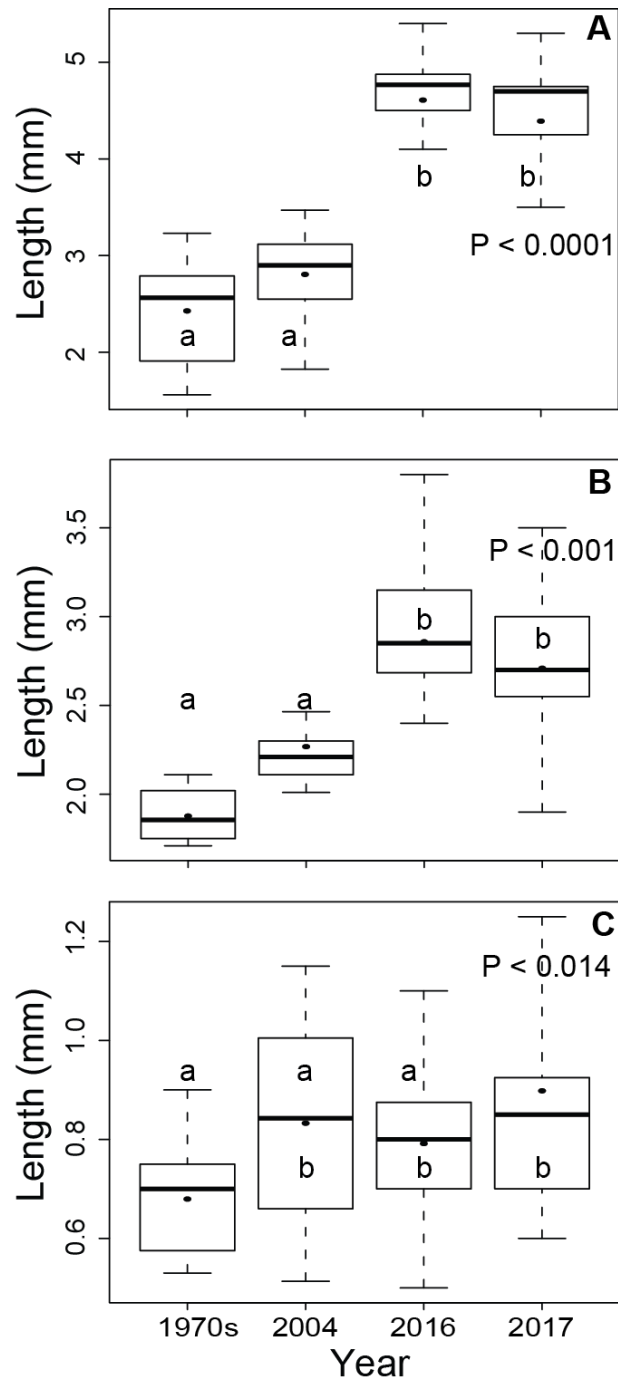 A
5
4
3
2
Length (mm)
a
a
b
b
P < 0.0001
B
3.5
3.0
2.5
2.0
Length (mm)
a
a
b
b
P < 0.001
C
1.2
1.0
0.8
0.6
Length (mm)
P < 0.014
a
a
a
b
b
b
1970s
2004
2016
2017
Year